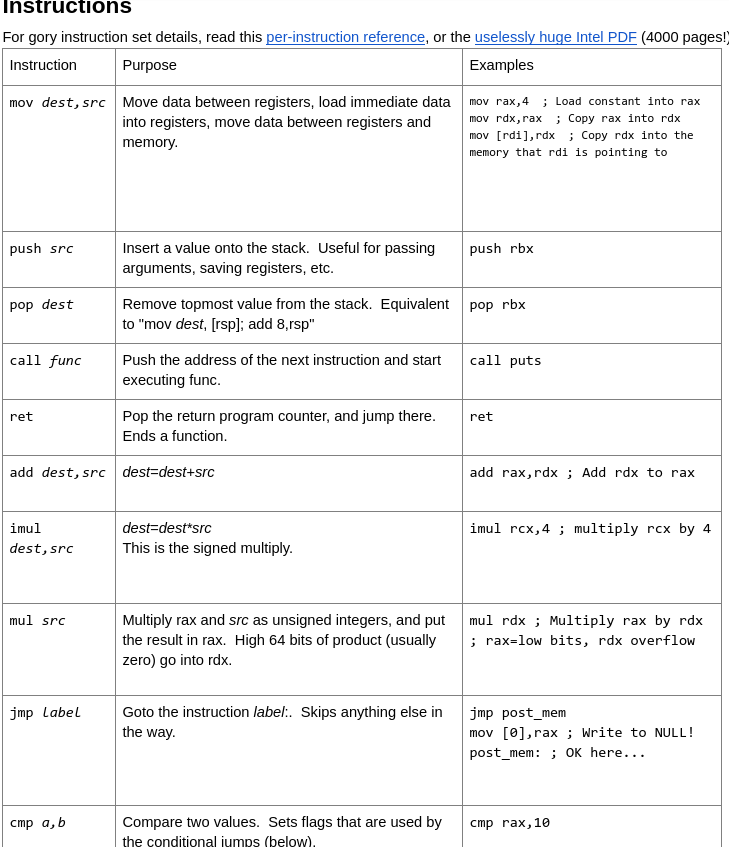 Instructions
For gory instruction set details, read this per-instruction reference, or the uselessly huge Intel PDF (4000 pages!)
Instruction Purpose Examples
mov dest,src
Move data between registers, load immediate data
into registers, move data between registers and
memory.
mov rax,4  ; Load constant into rax
mov rdx,rax  ; Copy rax into rdx
mov [rdi],rdx  ; Copy rdx into the
memory that rdi is pointing to
push src
Insert a value onto the stack.  Useful for passing
arguments, saving registers, etc.
push rbx
pop dest
Remove topmost value from the stack.  Equivalent
to "mov dest, [rsp]; add 8,rsp"
pop rbx
call func
Push the address of the next instruction and start
executing func.
call puts
ret
Pop the return program counter, and jump there.
Ends a function.
ret
add dest,src
dest=dest+src
add rax,rdx ; Add rdx to rax
imul
dest,src
dest=dest*src
This is the signed multiply.
imul rcx,4 ; multiply rcx by 4
mul src
Multiply rax and src as unsigned integers, and put
the result in rax.  High 64 bits of product (usually
zero) go into rdx.
mul rdx ; Multiply rax by rdx
; rax=low bits, rdx overflow
jmp label
Goto the instruction label:.  Skips anything else in
the way.
jmp post_mem
mov [0],rax ; Write to NULL!
post_mem: ; OK here...
cmp a,b
Compare two values.  Sets flags that are used by
the conditional jumps (below).
cmp rax,10